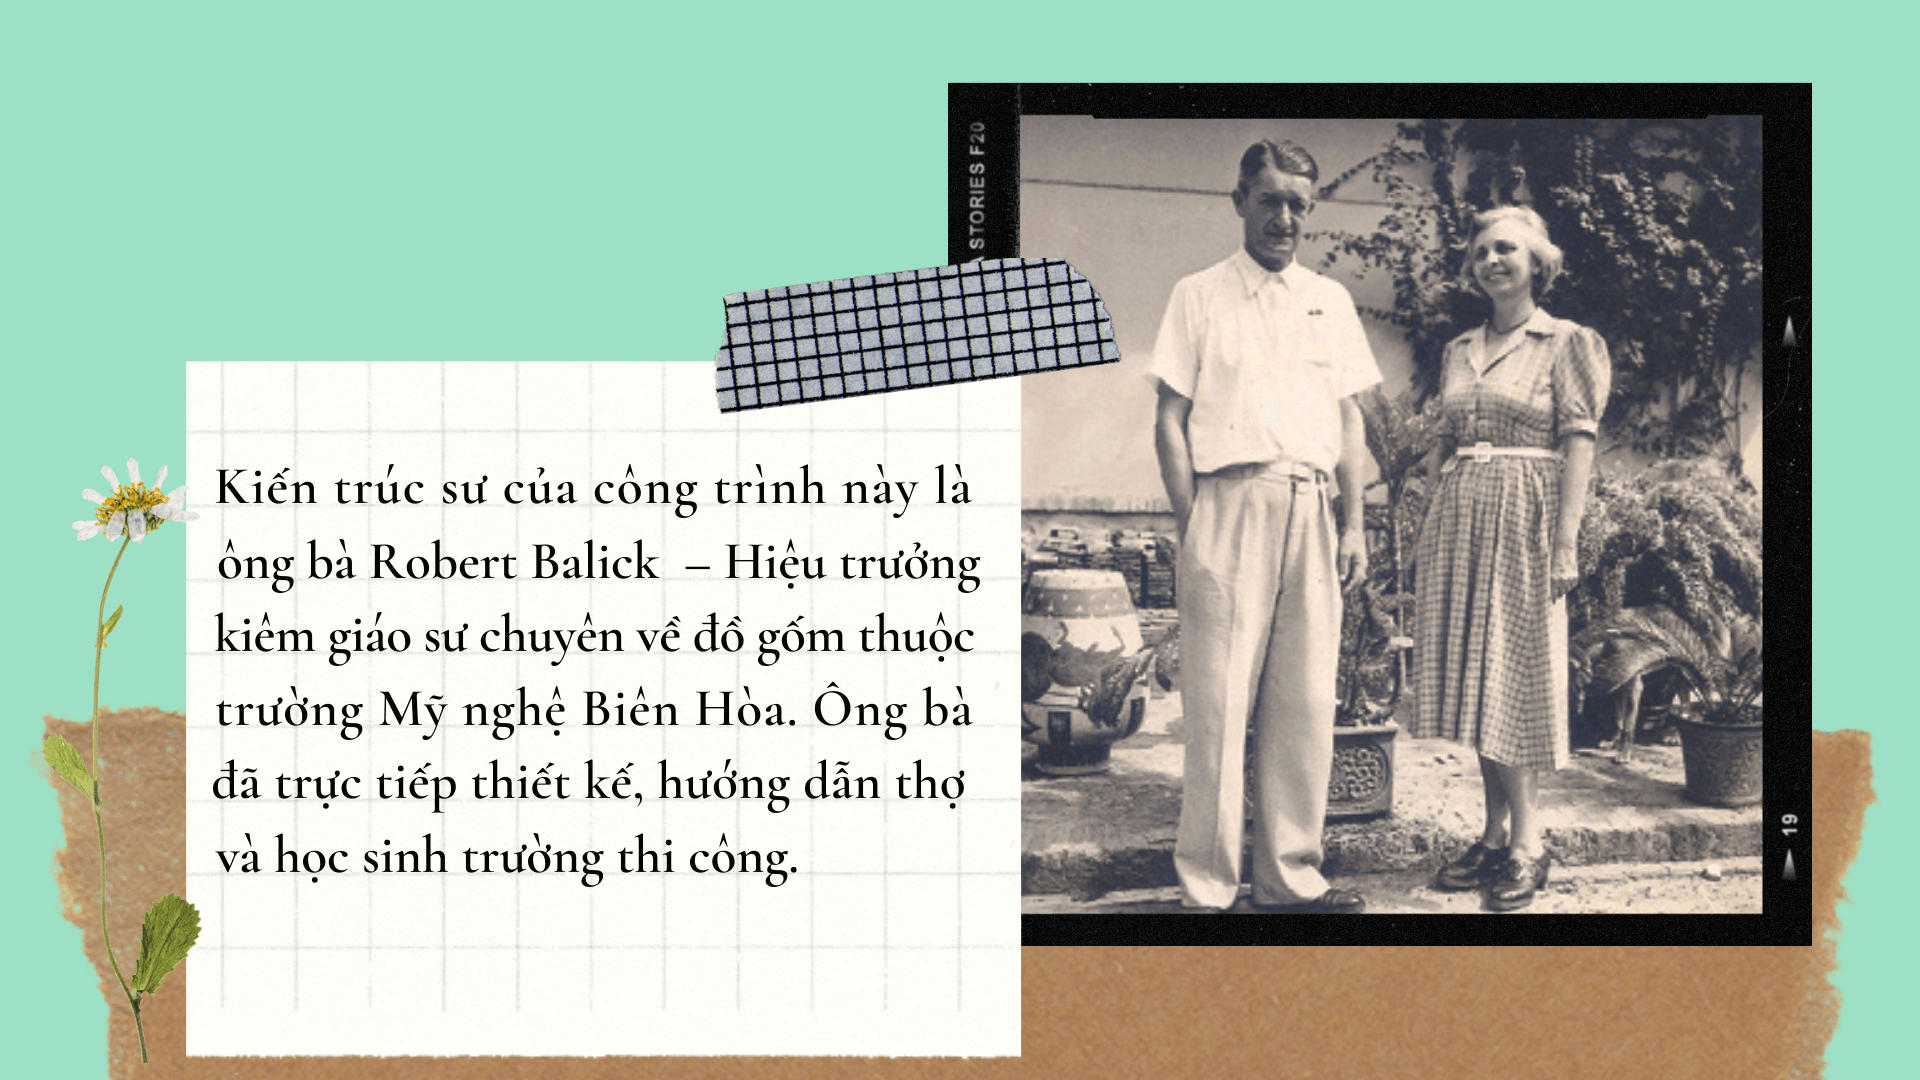 STORIES F20
Kiến trúc sư của công trình này là
ông bà Robert Balick – Hiệu trưởng
kiêm giáo sư chuyên về đồ gốm thuộc
trường Mỹ nghệ Biên Hòa. Ông bà
đã trực tiếp thiết kế, hướng dẫn thợ
và học sinh trường thi công.
19